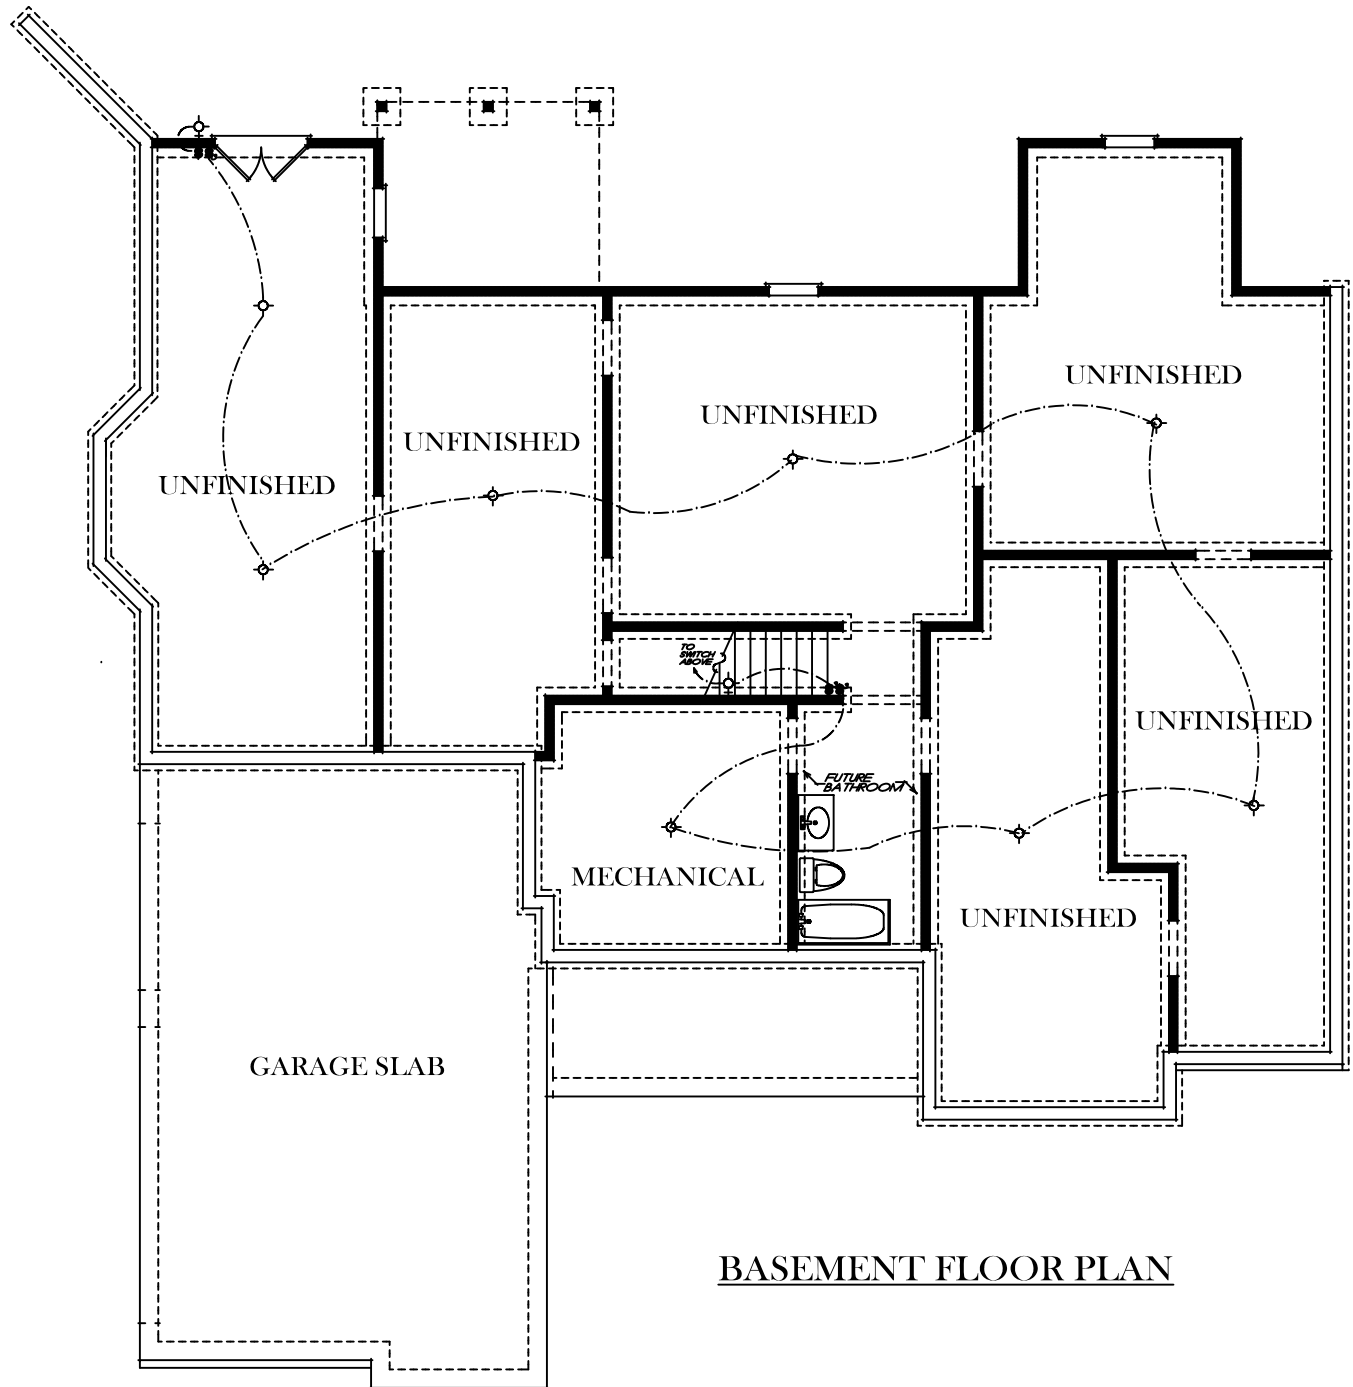 UNFINISHED
UNFINISHED
UNFINISHED
UNFINISHED
TO
SWITCH
ABOVE
UNFINISHED
FUTURE
BATHROOM
MECHANICAL
UNFINISHED
GARAGE SLAB
BASEMENT FLOOR PLAN